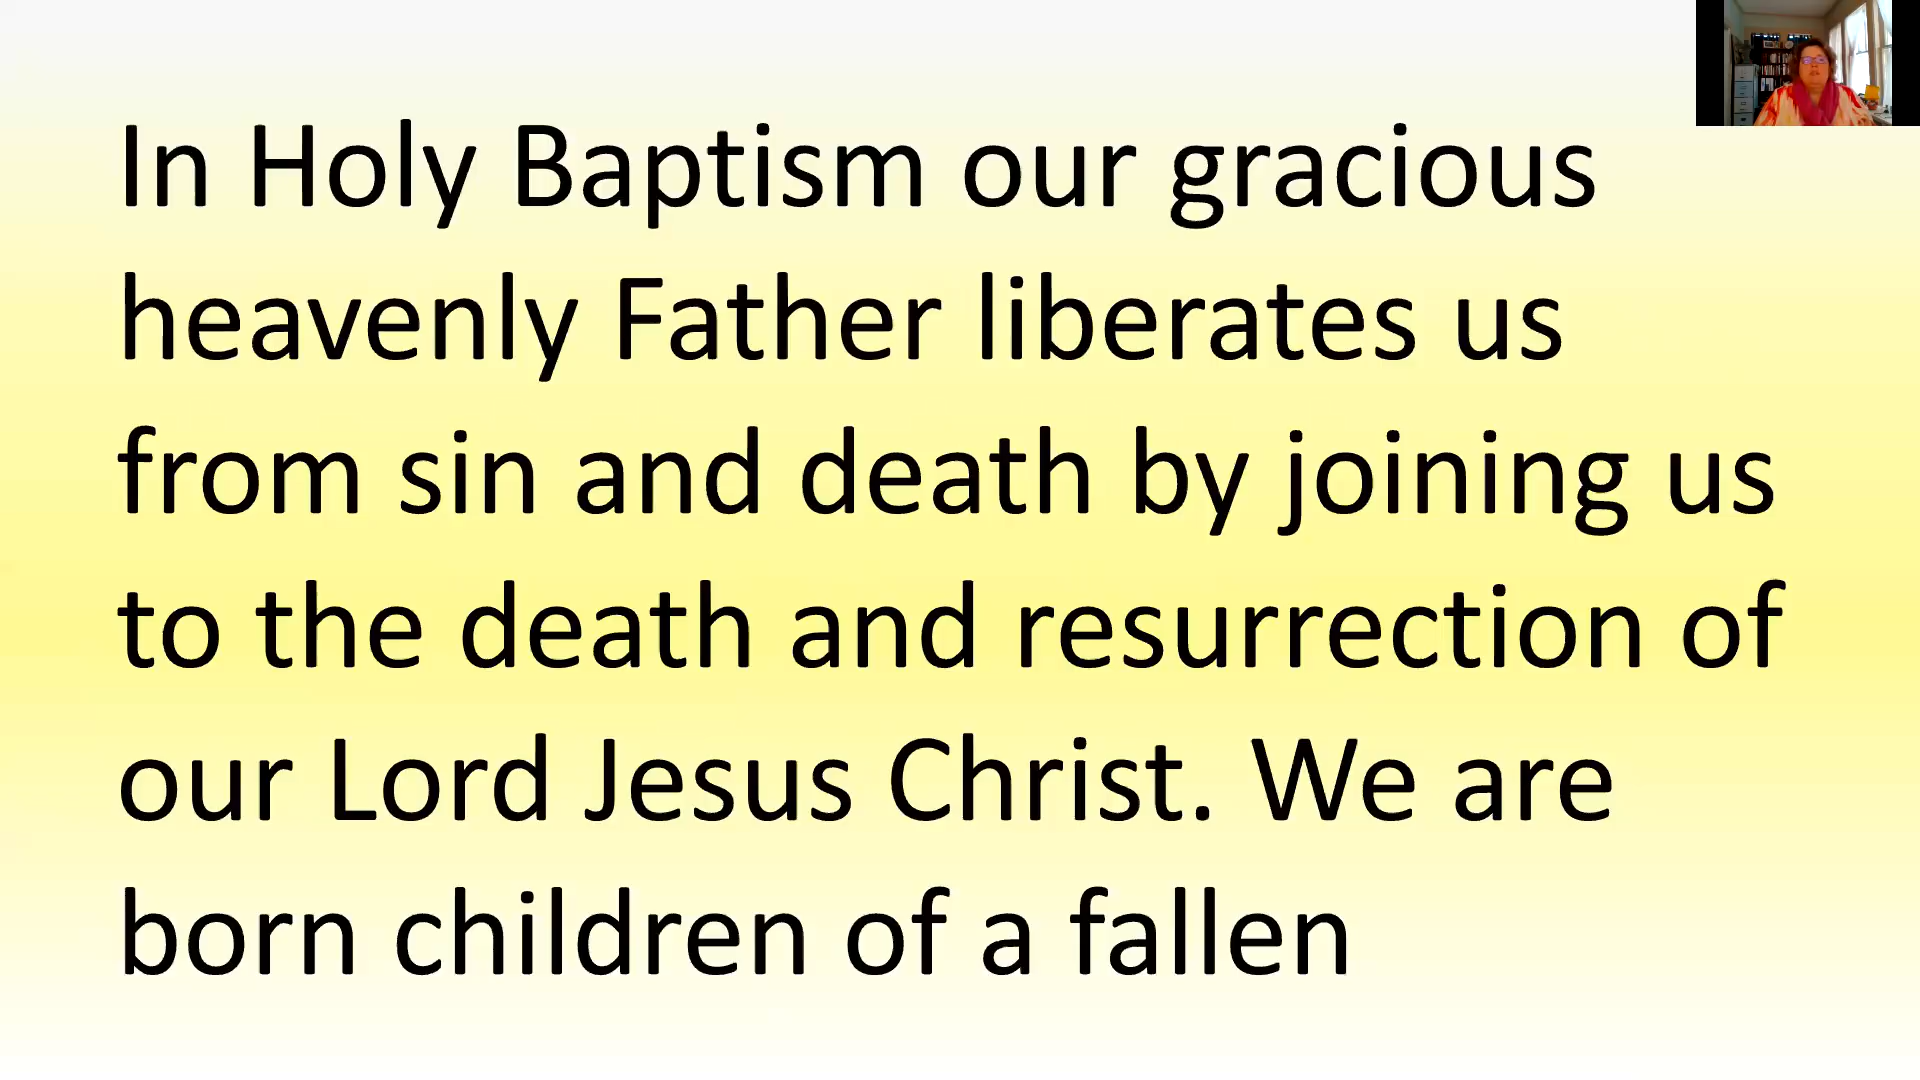 In Holy Baptism our gracious
heavenly Father liberates us
from sin and death by joining us
to the death and resurrection of
our Lord Jesus Christ. We are
born children of a fallen